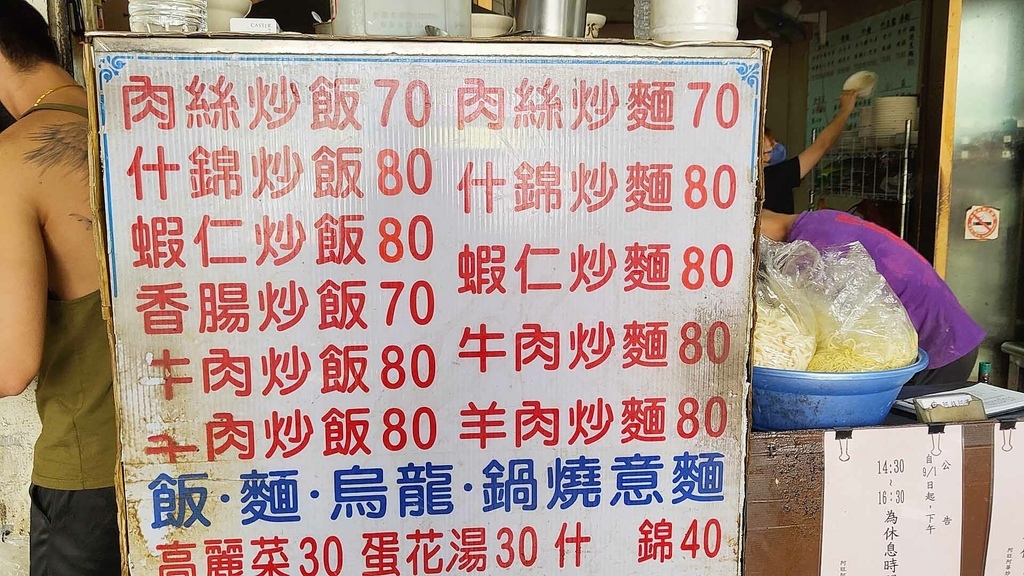 肉絲炒飯70 肉絲炒麵70
什錦炒飯80 什錦炒麵80
蝦仁炒飯80 蝦仁炒麵80
香腸炒飯70
牛肉炒飯80 牛肉炒麵80
羊肉炒飯80 羊肉炒麵80
飯·麵·烏龍·鍋燒意麵
高麗菜30 蛋花湯30 什 錦40
CASTER
公告
自9/1日起,下午
14:30~16:30為休息時